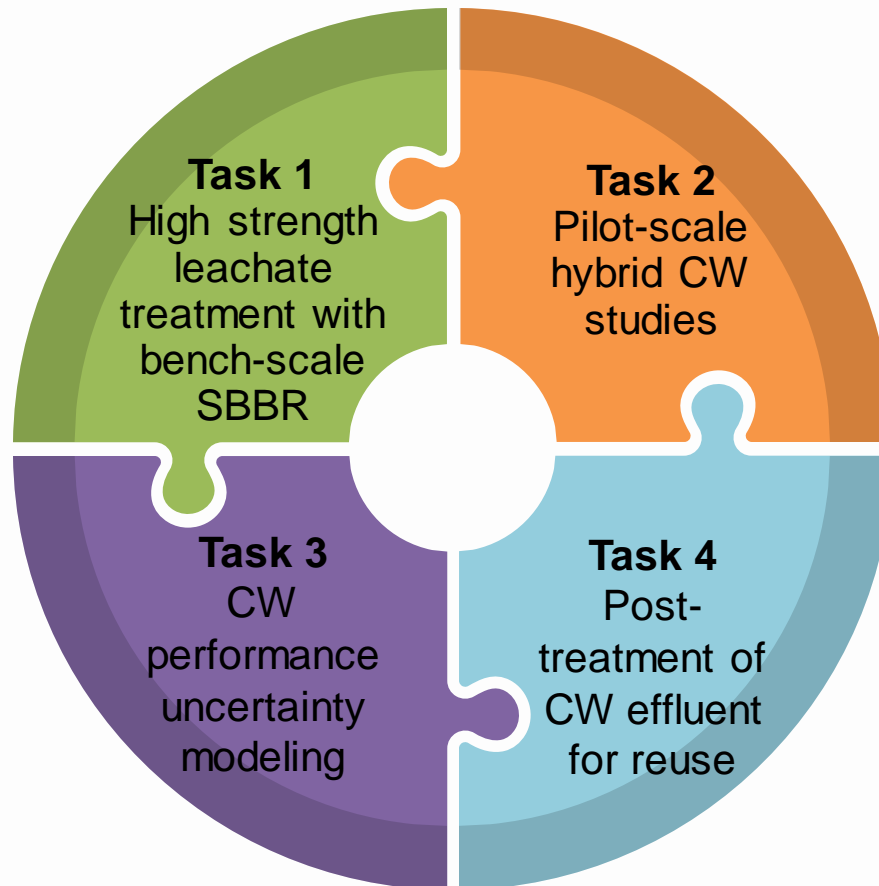 Task 1
High strength
leachate
treatment with
bench-scale
SBBR
Task 2
Pilot-scale
hybrid CW
studies
Task 3
CW
performance
uncertainty
modeling
Task 4
Post-
treatment of
CW effluent
for reuse